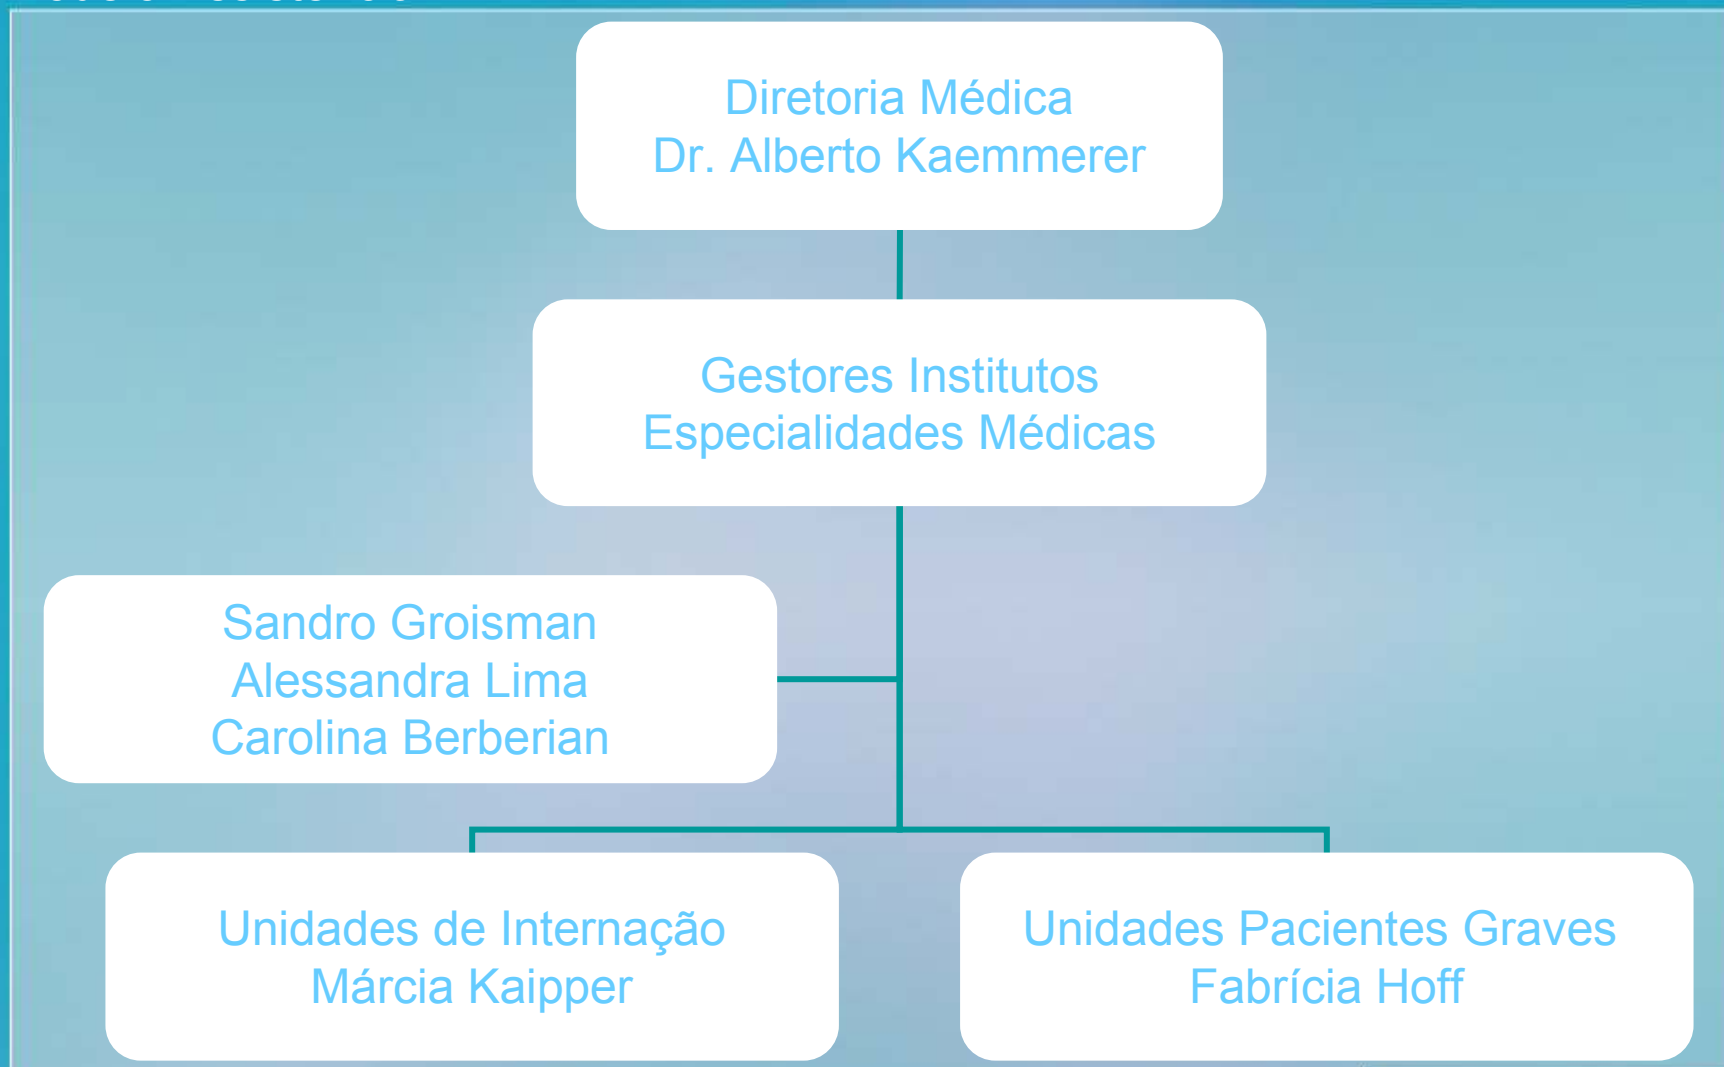 Diretoria Médica
Dr. Alberto Kaemmerer
Gestores Institutos
Especialidades Médicas
Sandro Groisman
Alessandra Lima
Carolina Berberian
Unidades de Internação
Márcia Kaipper
Unidades Pacientes Graves
Fabrícia Hoff